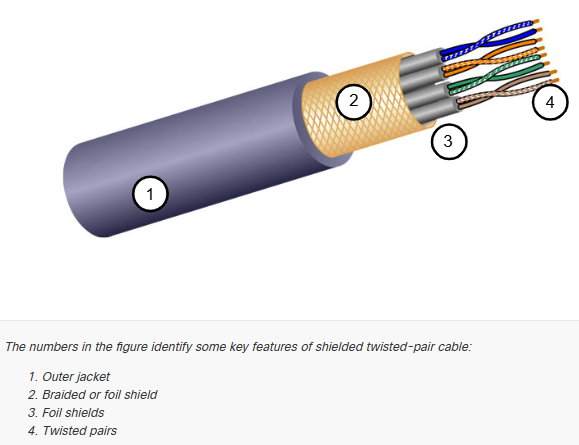 1
2
3
4
The numbers in the figure identify some key features of shielded twisted-pair cable:
1. Outer jacket
2. Braided or foil shield
3. Foil shields
4. Twisted pairs